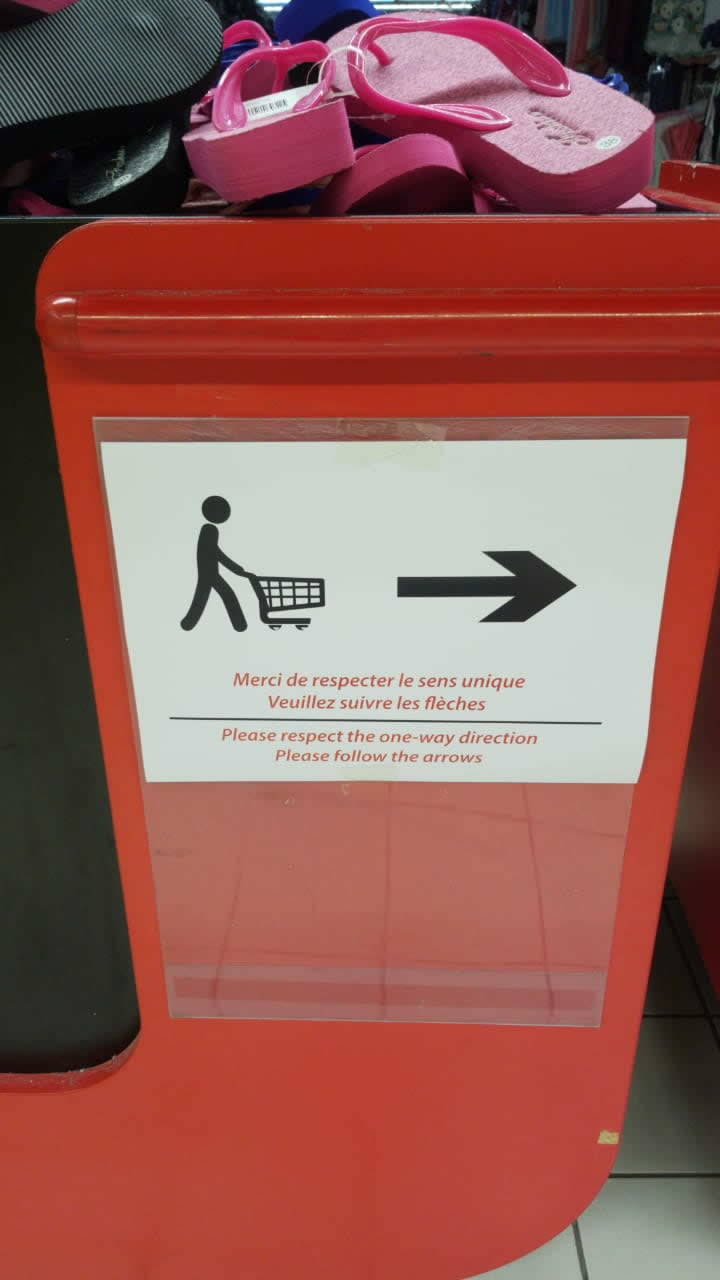 Merci de respecter le sens unique
Veuillez suivre les flèches
Please respect the one-way direction
Please follow the arrows